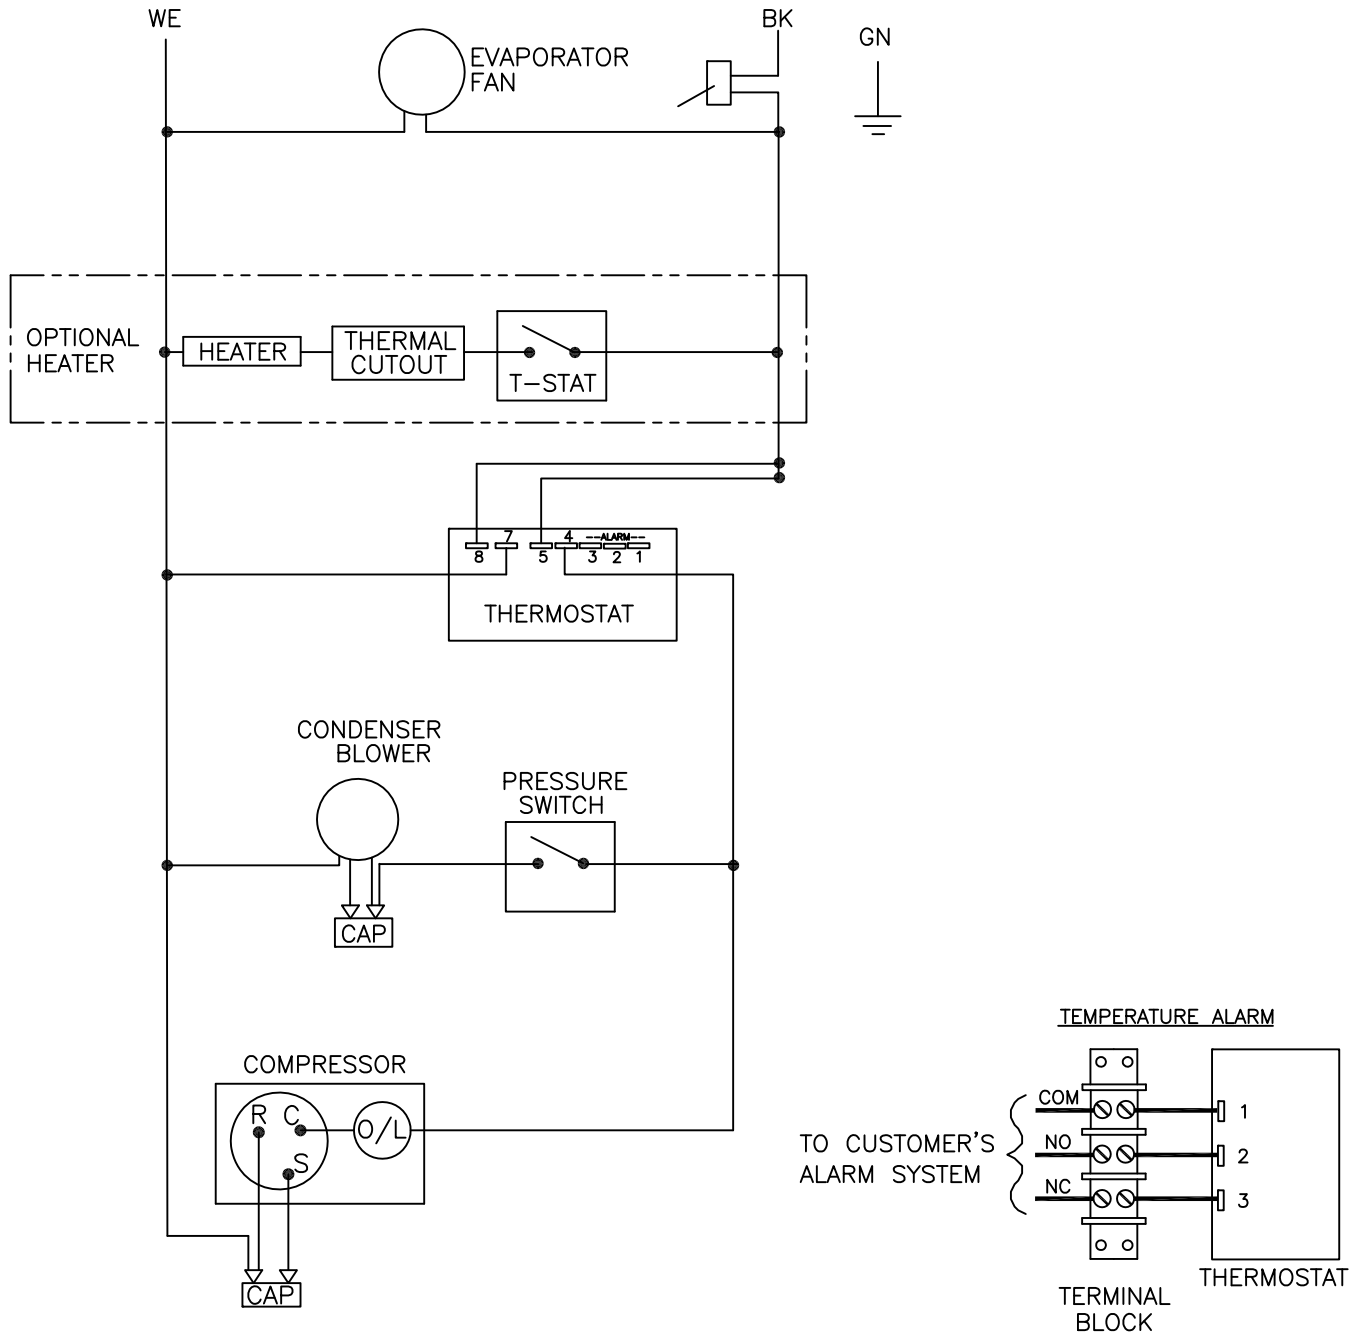 WE
BK
GN
EVAPORATOR
FAN
OPTIONAL
HEATER
HEATER
THERMAL
CUTOUT
T-STAT
7
4
--ALARM--
8
5
3
2
1
THERMOSTAT
CONDENSER
BLOWER
PRESSURE
SWITCH
CAP
COMPRESSOR
R
C
O/L
S
CAP
TEMPERATURE ALARM
COM
1
TO CUSTOMER'S
ALARM SYSTEM
NO
2
NC
3
THERMOSTAT
TERMINAL
BLOCK